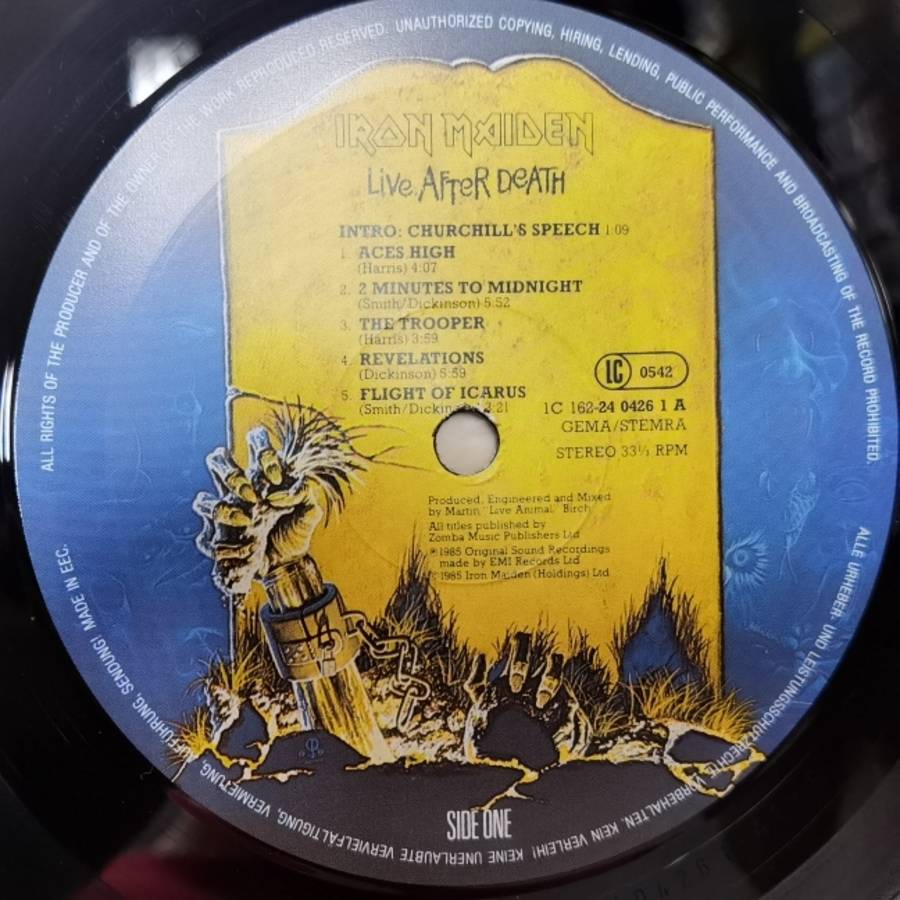 ALL RIGHTS OF THE PRODUCER AND OF THE OWNER OF THE WORK REPRODUCED RESERVED. UNAUTHORIZED COPYING, HIRING, LENDING, PUBLIC PERFORMANCE AND BROADCASTING OF THE RECORD PROHIBITED.
IRON MAIDEN
LIVE AFTER DEATH
INTRO: CHURCHILL'S SPEECH 1:09
1. ACES HIGH
(Harris) 4:07
2. 2 MINUTES TO MIDNIGHT
(Smith/Dickinson) 5:52
3. THE TROOPER
(Harris) 3:59
4. REVELATIONS
(Dickinson) 5:59
5. FLIGHT OF ICARUS
(Smith/Dickinson) 3:21
LC 0542
1C 162-24 0426 1 A
GEMA/STEMRA
STEREO 33⅓ RPM
Produced, Engineered and Mixed
by Martin "Live Animal" Birch
All titles published by
Zomba Music Publishers Ltd
℗ 1985 Original Sound Recordings
made by EMI Records Ltd
© 1985 Iron Maiden (Holdings) Ltd
SIDE ONE
ALLE URHEBER- UND LEISTUNGSSCHUTZRECHTE VORBEHALTEN. KEIN VERLEIH! KEINE UNERLAUBTE VERVIELFÄLTIGUNG, VERMIETUNG, AUFFÜHRUNG, SENDUNG! MADE IN EEC.